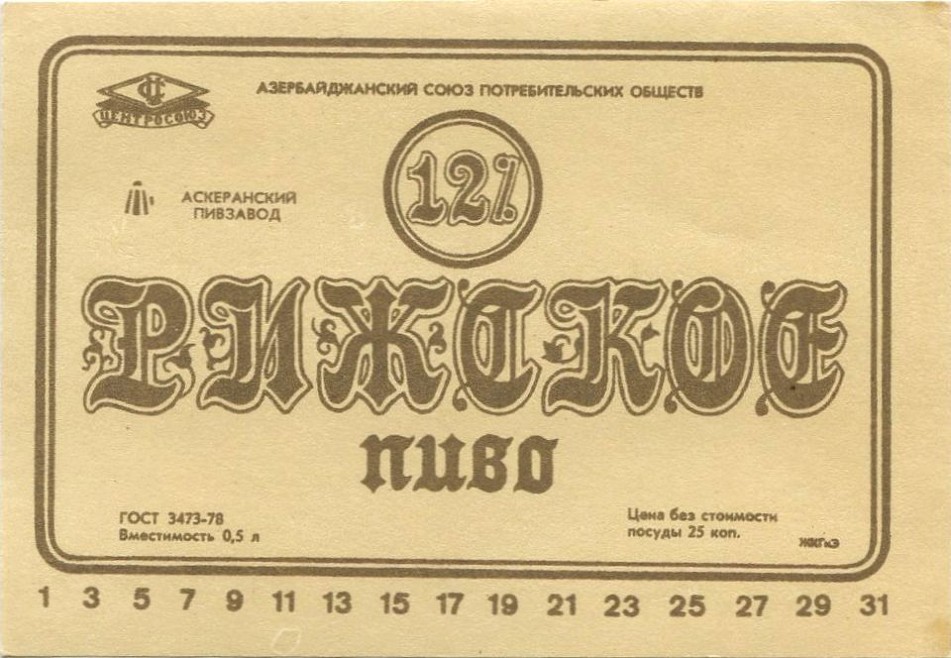 ЦС
ЦЕНТРОСОЮЗ
АЗЕРБАЙДЖАНСКИЙ СОЮЗ ПОТРЕБИТЕЛЬСКИХ ОБЩЕСТВ
12%
АСКЕРАНСКИЙ
ПИВЗАВОД
РИЖСКОЕ
пиво
ГОСТ 3473-78
Вместимость 0,5 л
Цена без стоимости
посуды 25 коп.
1 3 5 7 9 11 13 15 17 19 21 23 25 27 29 31